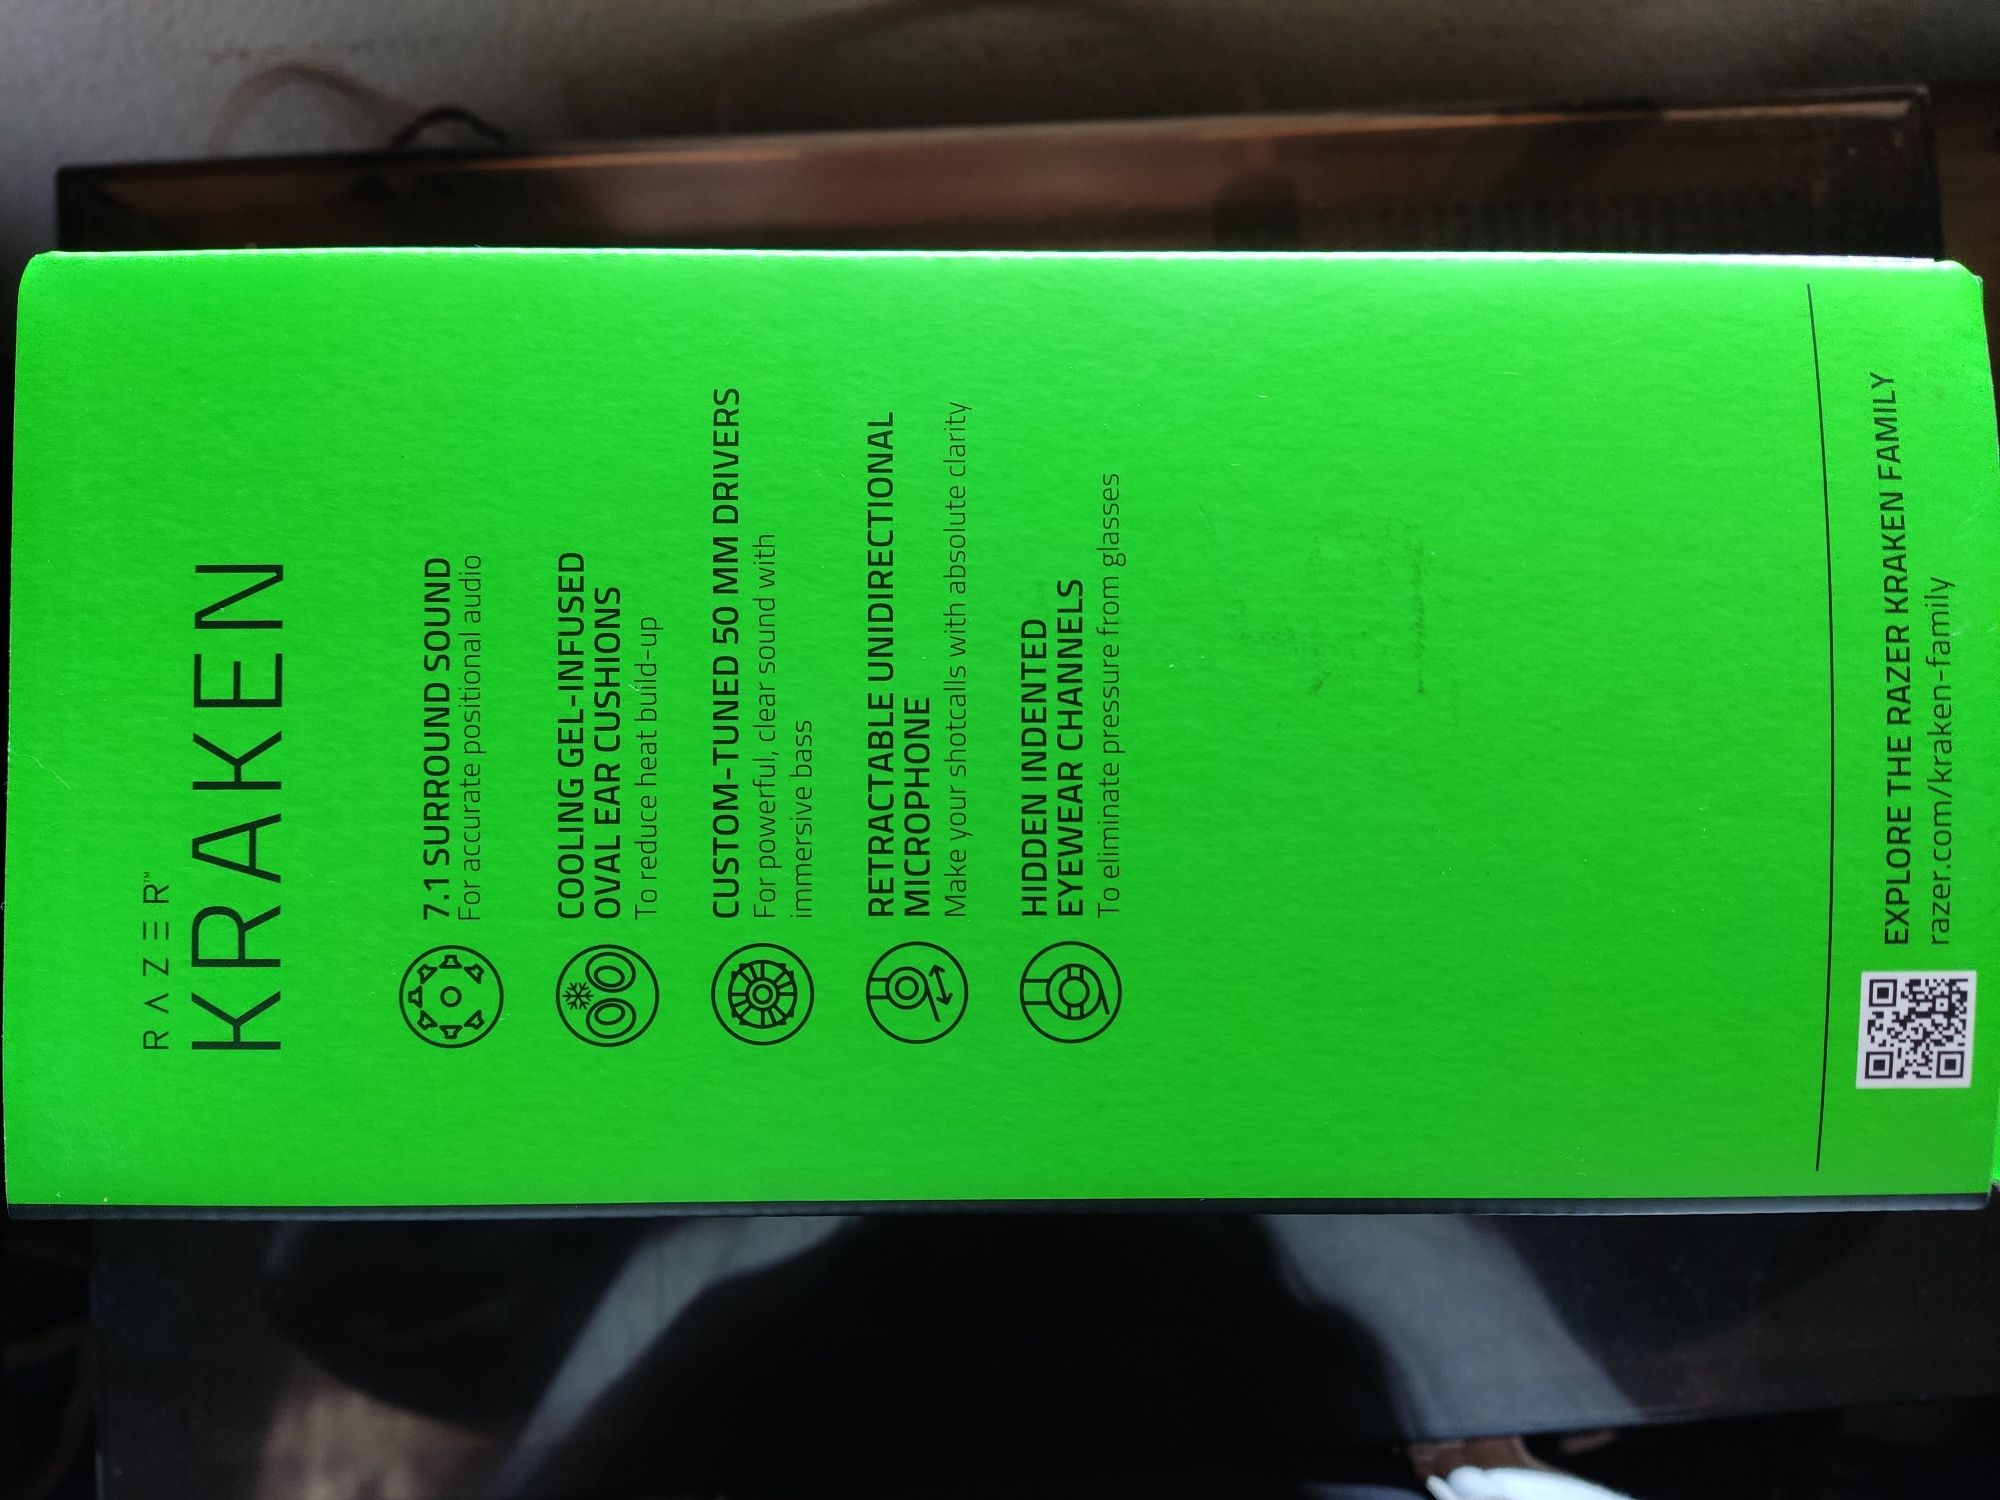 RAZER™
KRAKEN
7.1 SURROUND SOUND
For accurate positional audio
COOLING GEL-INFUSED
OVAL EAR CUSHIONS
To reduce heat build-up
CUSTOM-TUNED 50 MM DRIVERS
For powerful, clear sound with
immersive bass
RETRACTABLE UNIDIRECTIONAL
MICROPHONE
Make your shotcalls with absolute clarity
HIDDEN INDENTED
EYEWEAR CHANNELS
To eliminate pressure from glasses
EXPLORE THE RAZER KRAKEN FAMILY
razer.com/kraken-family